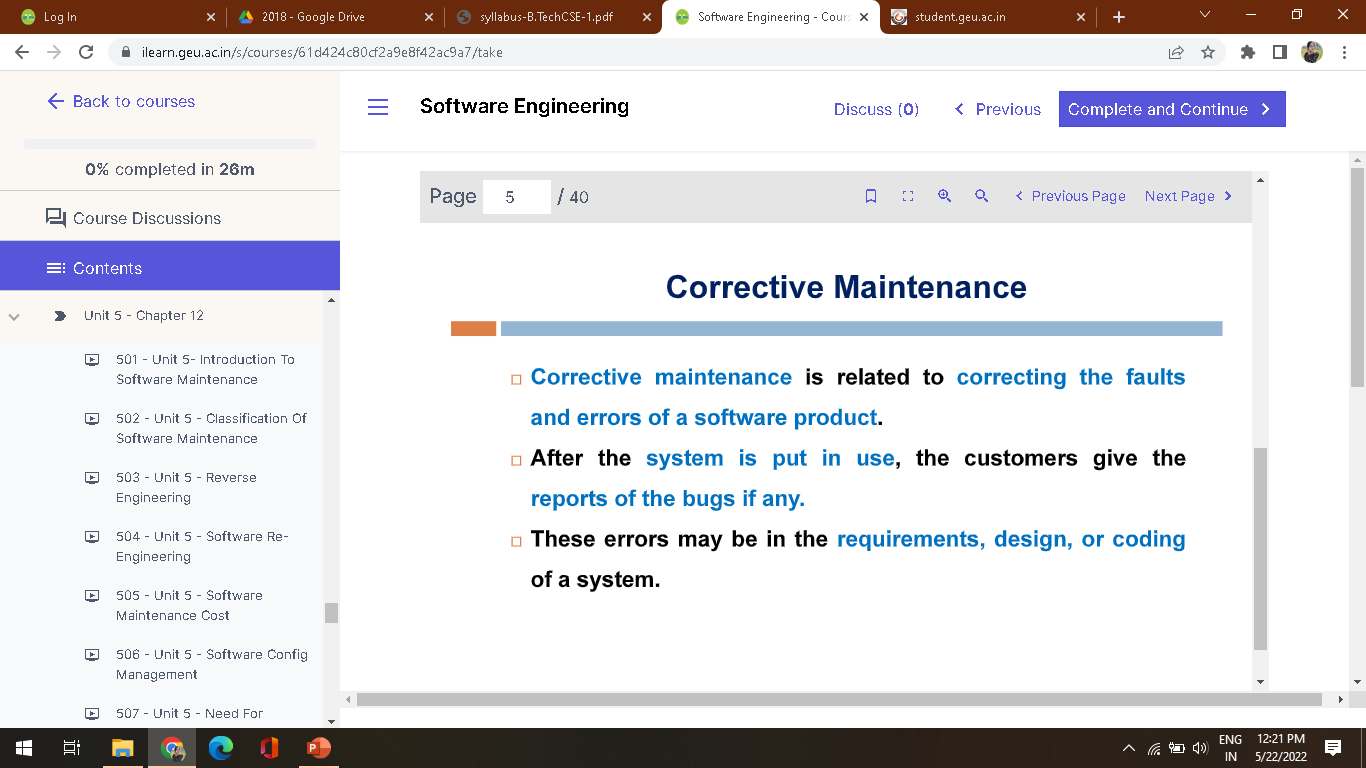 Log In
2018 - Google Drive
syllabus-B.TechCSE-1.pdf
Software Engineering - Cour
student.geu.ac.in
ilearn.geu.ac.in/s/courses/61d424c80cf2a9e8f42ac9a7/take
Back to courses
0% completed in 26m
Course Discussions
Contents
Unit 5 - Chapter 12
501 - Unit 5- Introduction To
Software Maintenance
502 - Unit 5 - Classification Of
Software Maintenance
503 - Unit 5 - Reverse
Engineering
504 - Unit 5 - Software Re-
Engineering
505 - Unit 5 - Software
Maintenance Cost
506 - Unit 5 - Software Config
Management
507 - Unit 5 - Need For
Software Engineering
Discuss (0)
Previous
Complete and Continue
Page 5 / 40
Previous Page
Next Page
Corrective Maintenance
Corrective maintenance is related to correcting the faults
and errors of a software product.
After the system is put in use, the customers give the
reports of the bugs if any.
These errors may be in the requirements, design, or coding
of a system.
ENG
IN
12:21 PM
5/22/2022